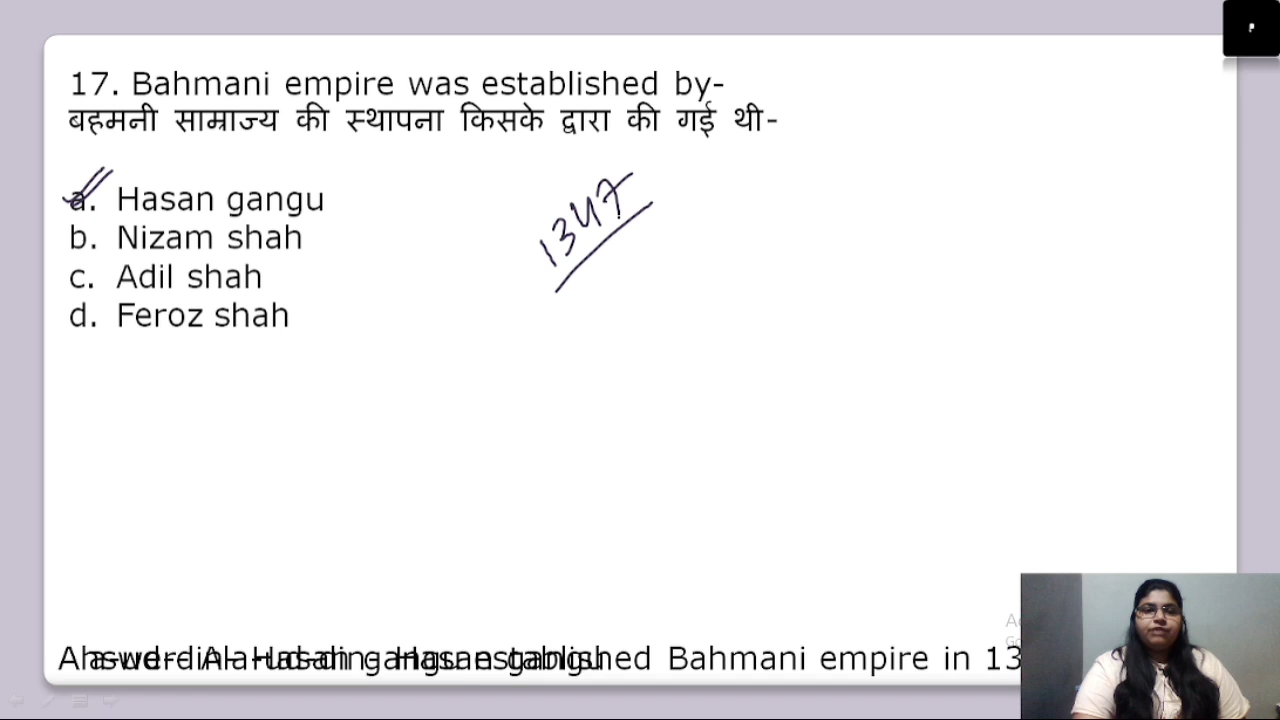 17. Bahmani empire was established by-
बहमनी साम्राज्य की स्थापना किसके द्वारा की गई थी-
a. Hasan gangu
b. Nizam shah
c. Adil shah
d. Feroz shah
1347
established Bahmani empire in 13